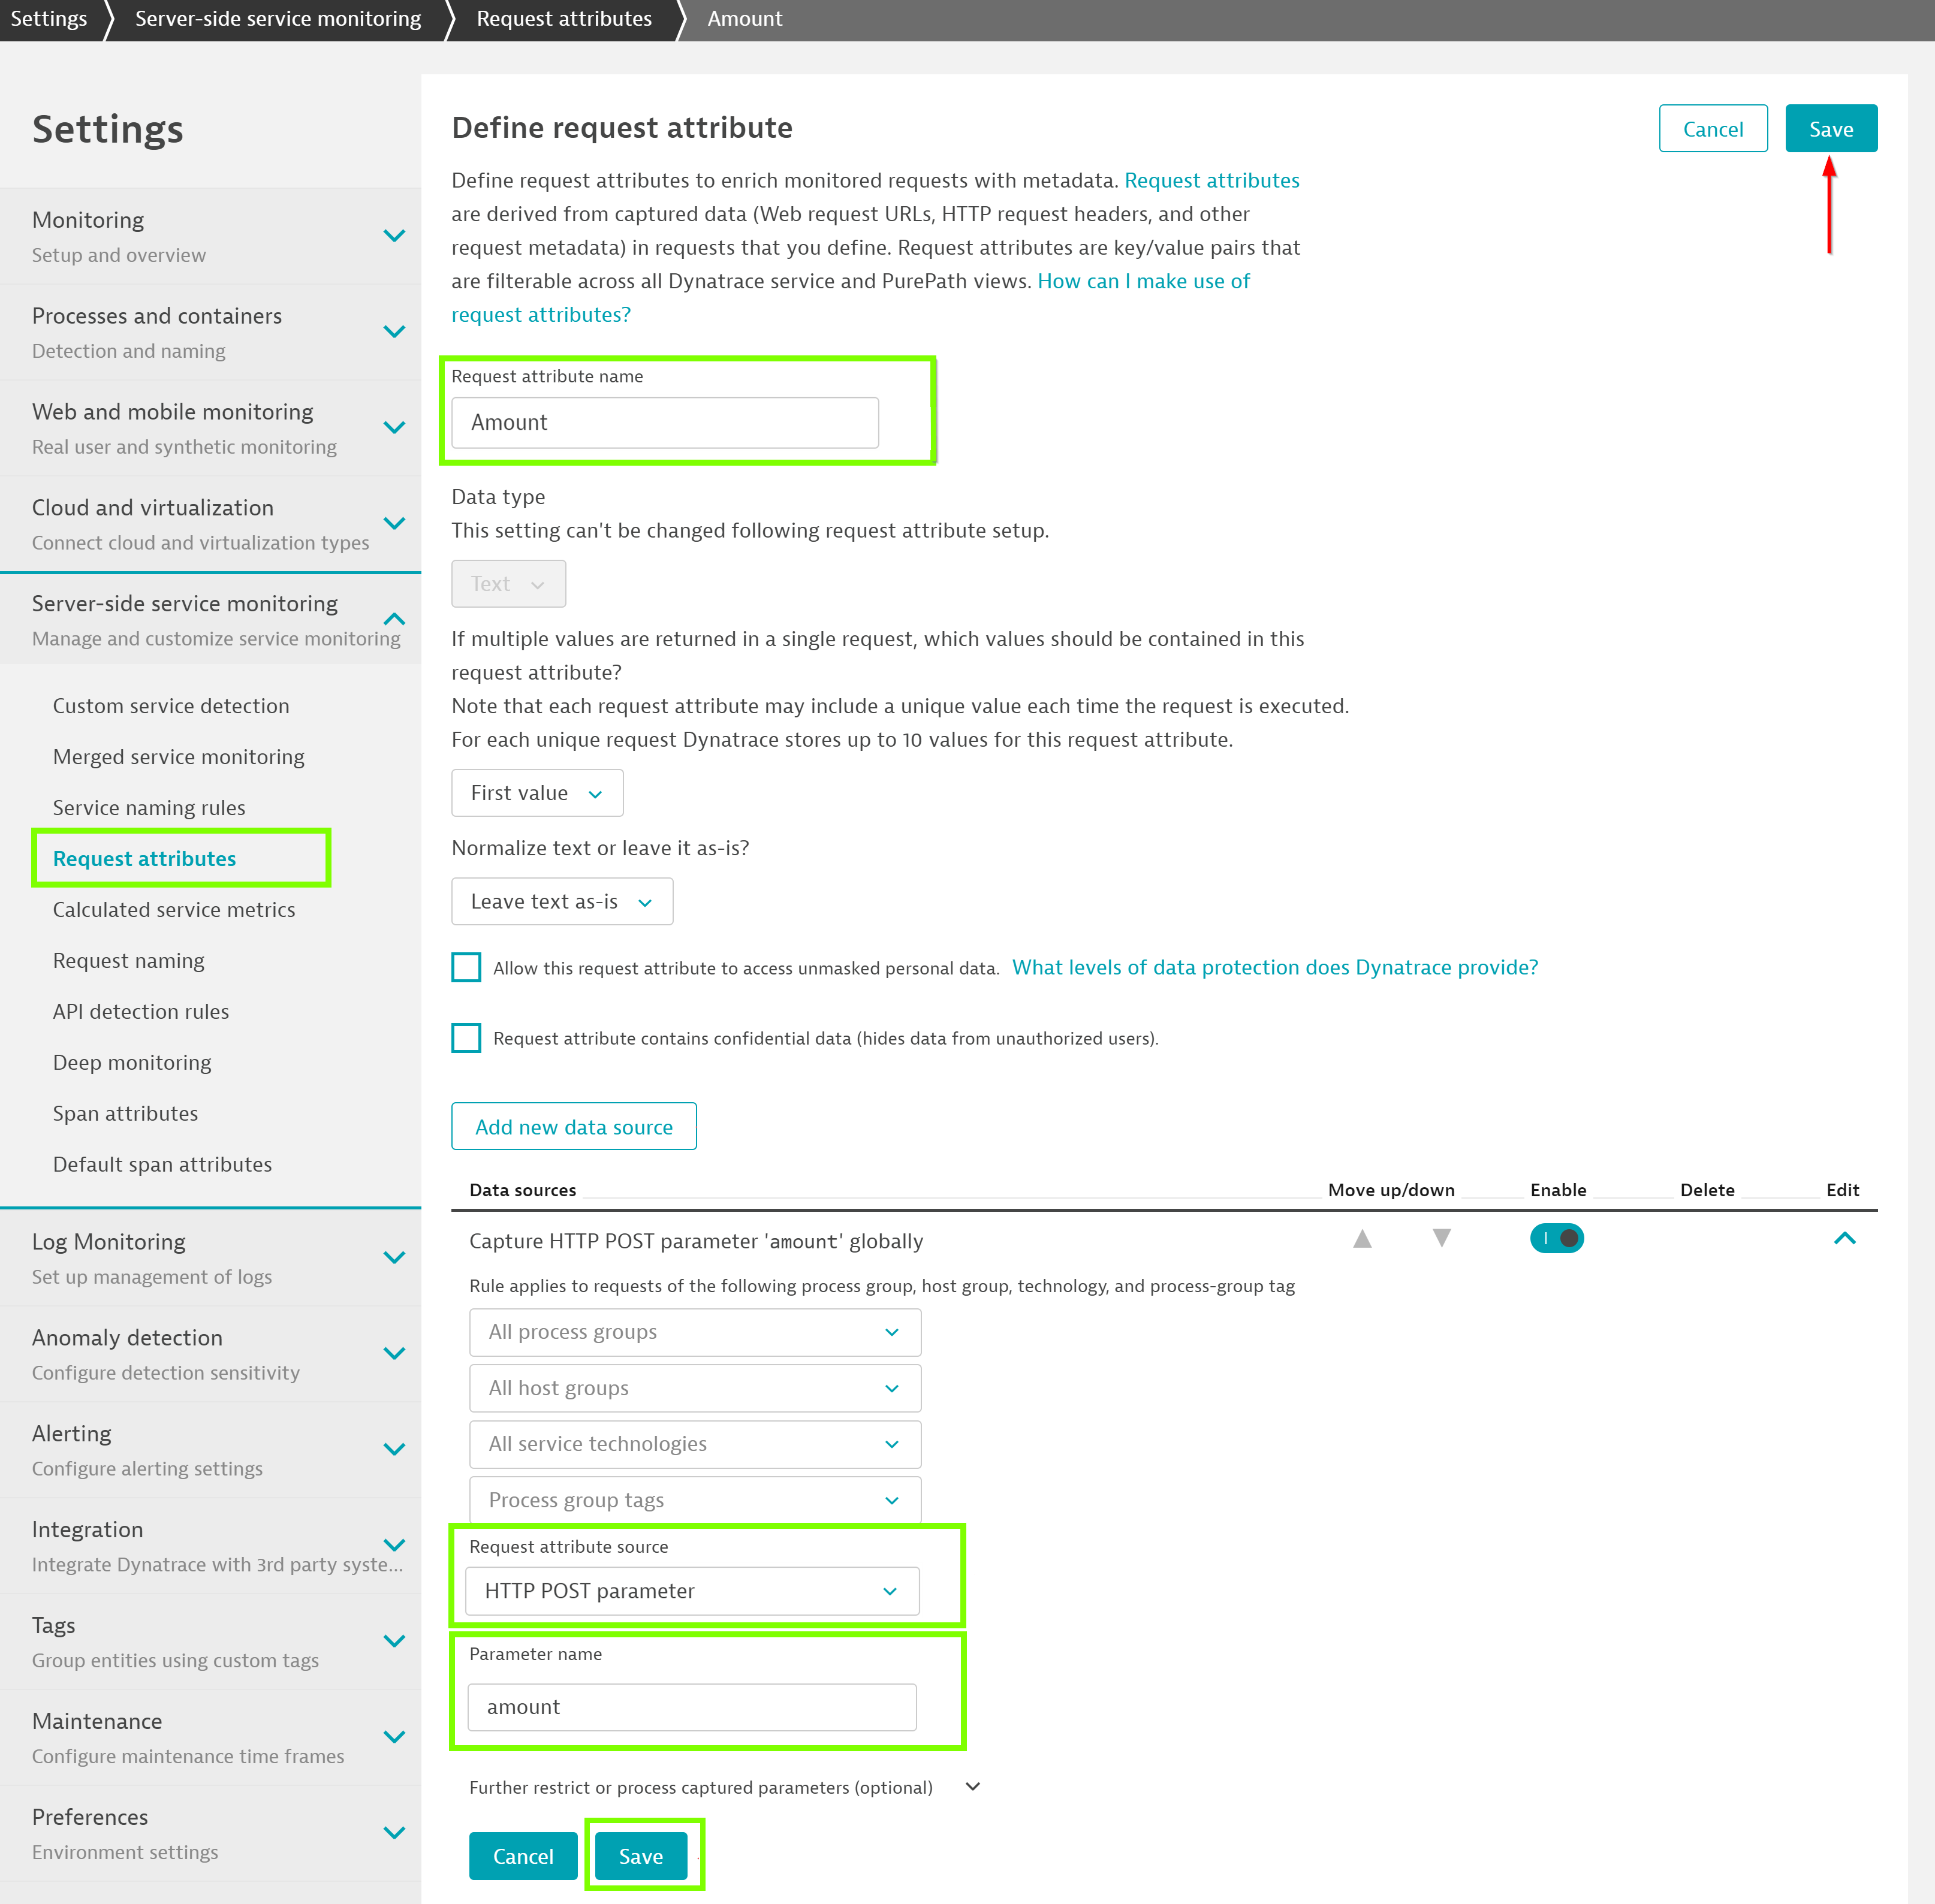 Settings
Server-side service monitoring
Request attributes
Amount
Settings
Monitoring
Setup and overview
Processes and containers
Detection and naming
Web and mobile monitoring
Real user and synthetic monitoring
Cloud and virtualization
Connect cloud and virtualization types
Server-side service monitoring
Manage and customize service monitoring
Custom service detection
Merged service monitoring
Service naming rules
Request attributes
Calculated service metrics
Request naming
API detection rules
Deep monitoring
Span attributes
Default span attributes
Log Monitoring
Set up management of logs
Anomaly detection
Configure detection sensitivity
Alerting
Configure alerting settings
Integration
Integrate Dynatrace with 3rd party syste...
Tags
Group entities using custom tags
Maintenance
Configure maintenance time frames
Preferences
Environment settings
Define request attribute
Cancel
Save
Define request attributes to enrich monitored requests with metadata. Request attributes
are derived from captured data (Web request URLs, HTTP request headers, and other
request metadata) in requests that you define. Request attributes are key/value pairs that
are filterable across all Dynatrace service and PurePath views. How can I make use of
request attributes?
Request attribute name
Amount
Data type
This setting can't be changed following request attribute setup.
Text
If multiple values are returned in a single request, which values should be contained in this
request attribute?
Note that each request attribute may include a unique value each time the request is executed.
For each unique request Dynatrace stores up to 10 values for this request attribute.
First value
Normalize text or leave it as-is?
Leave text as-is
Allow this request attribute to access unmasked personal data. What levels of data protection does Dynatrace provide?
Request attribute contains confidential data (hides data from unauthorized users).
Add new data source
Data sources Move up/down Enable Delete Edit
Capture HTTP POST parameter 'amount' globally
Rule applies to requests of the following process group, host group, technology, and process-group tag
All process groups
All host groups
All service technologies
Process group tags
Request attribute source
HTTP POST parameter
Parameter name
amount
Further restrict or process captured parameters (optional)
Cancel
Save